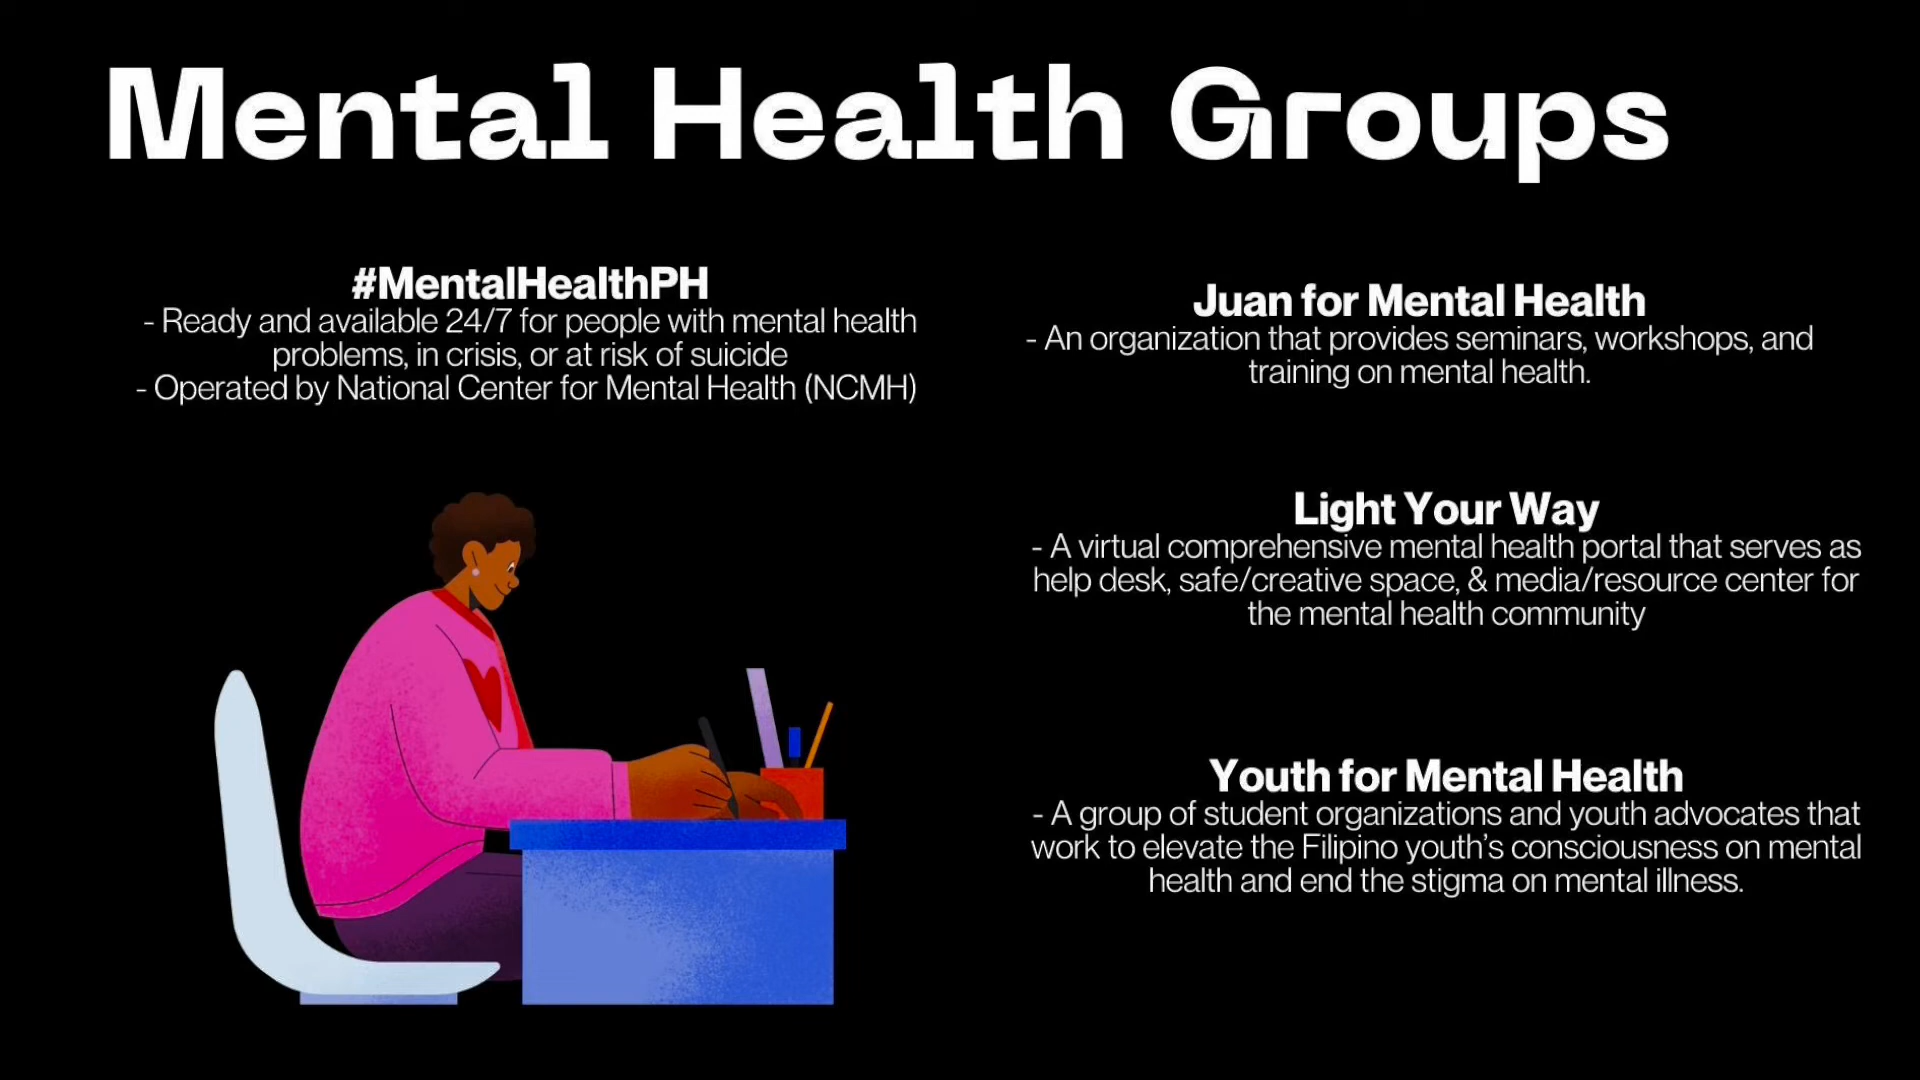 Mental Health Groups
#MentalHealthPH
- Ready and available 24/7 for people with mental health
problems, in crisis, or at risk of suicide
- Operated by National Center for Mental Health (NCMH)
Juan for Mental Health
- An organization that provides seminars, workshops, and
training on mental health.
Light Your Way
- A virtual comprehensive mental health portal that serves as
help desk, safe/creative space, & media/resource center for
the mental health community
Youth for Mental Health
- A group of student organizations and youth advocates that
work to elevate the Filipino youth’s consciousness on mental
health and end the stigma on mental illness.